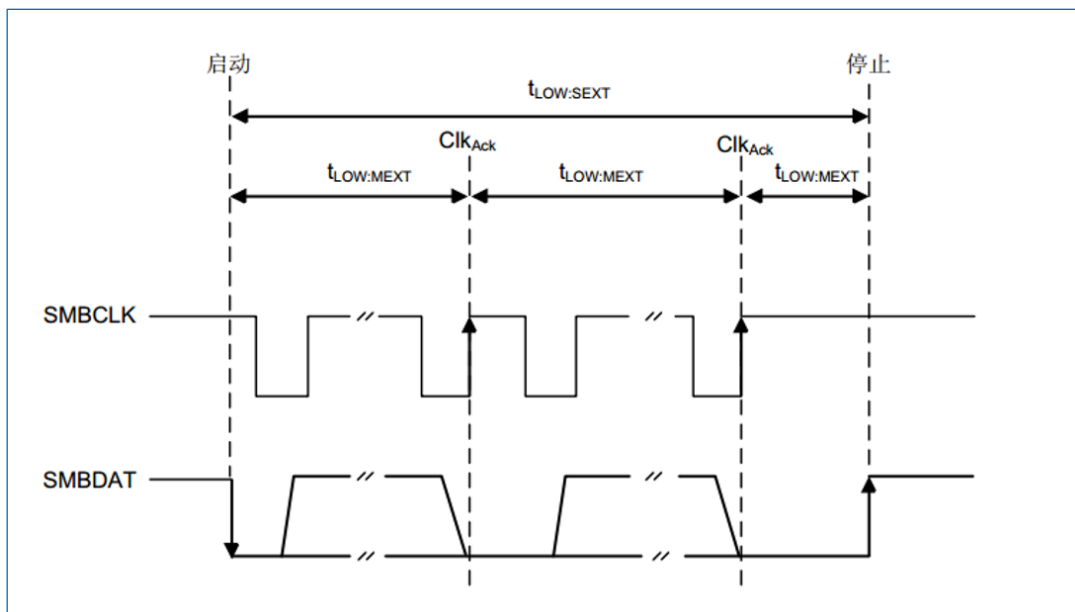 启动 停止
tLOW:SEXT
ClkAck ClkAck
tLOW:MEXT tLOW:MEXT tLOW:MEXT
SMBCLK
SMBDAT